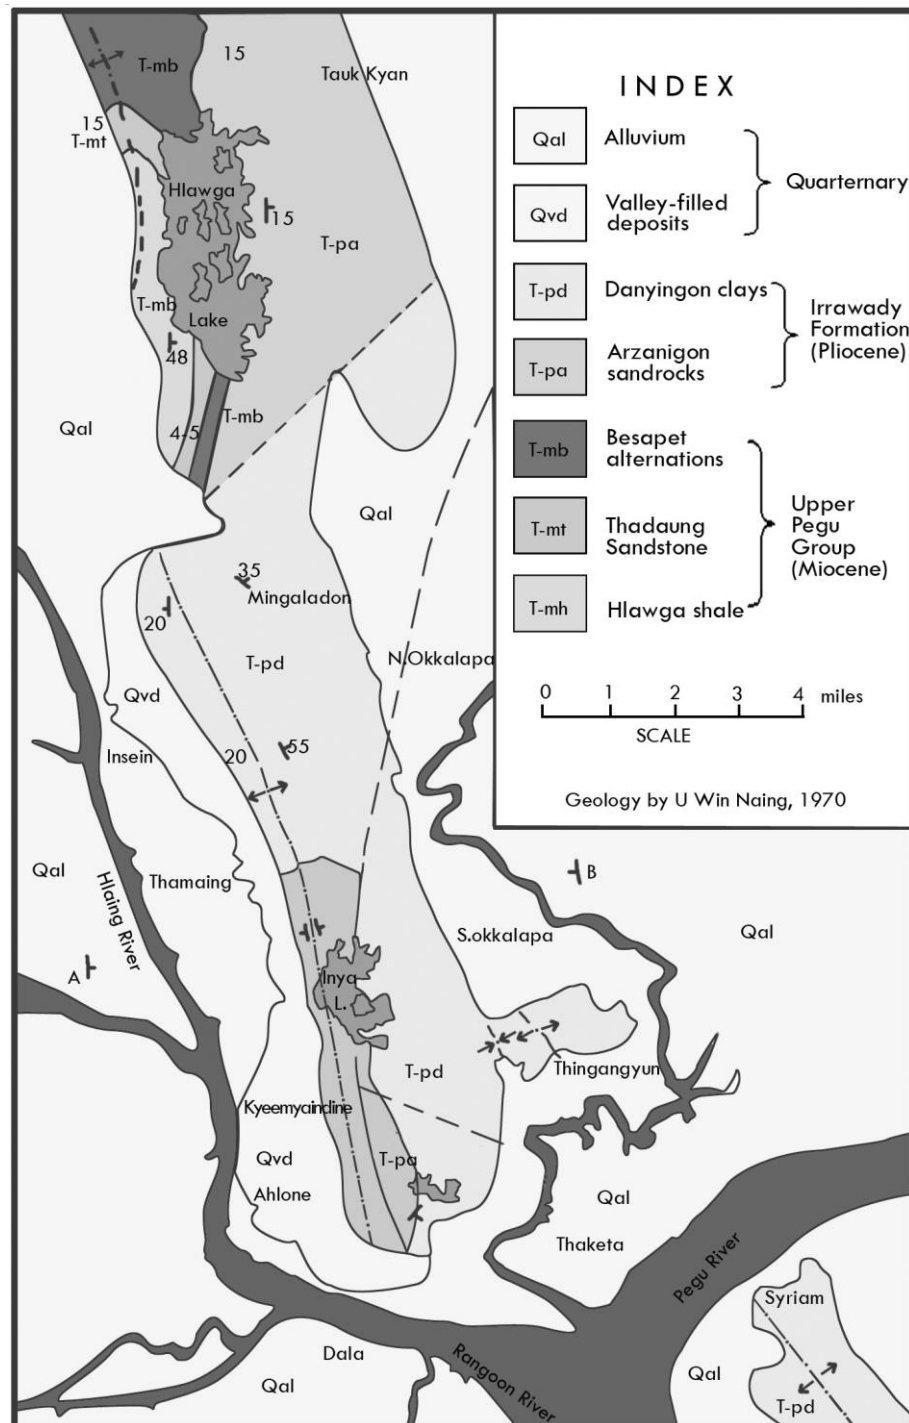 T-mb
15
Tauk Kyan
15
T-mt
Hlawga
15
T-pa
T-mb
Lake
48
T-mb
4-5
Qal
Qal
35
Mingaladon
20
T-pd
N.Okkalapa
Qvd
Insein
20
55
Qal
Thamaing
Hlaing River
A
B
S.okkalapa
Qal
Inya
L.
T-pd
Thingangyun
Kyeemyaindine
Qvd
T-pa
Ahlone
Qal
Thaketa
Pegu River
Syriam
Dala
Qal
Rangoon River
Qal
T-pd
INDEX
Qal Alluvium
Quarternary
Qvd Valley-filled
deposits
T-pd Danyingon clays
Irrawady
Formation
(Pliocene)
T-pa Arzanigon
sandrocks
T-mb Besapet
alternations
Upper
Pegu
Group
(Miocene)
T-mt Thadaung
Sandstone
T-mh Hlawga shale
0 1 2 3 4 miles
SCALE
Geology by U Win Naing, 1970